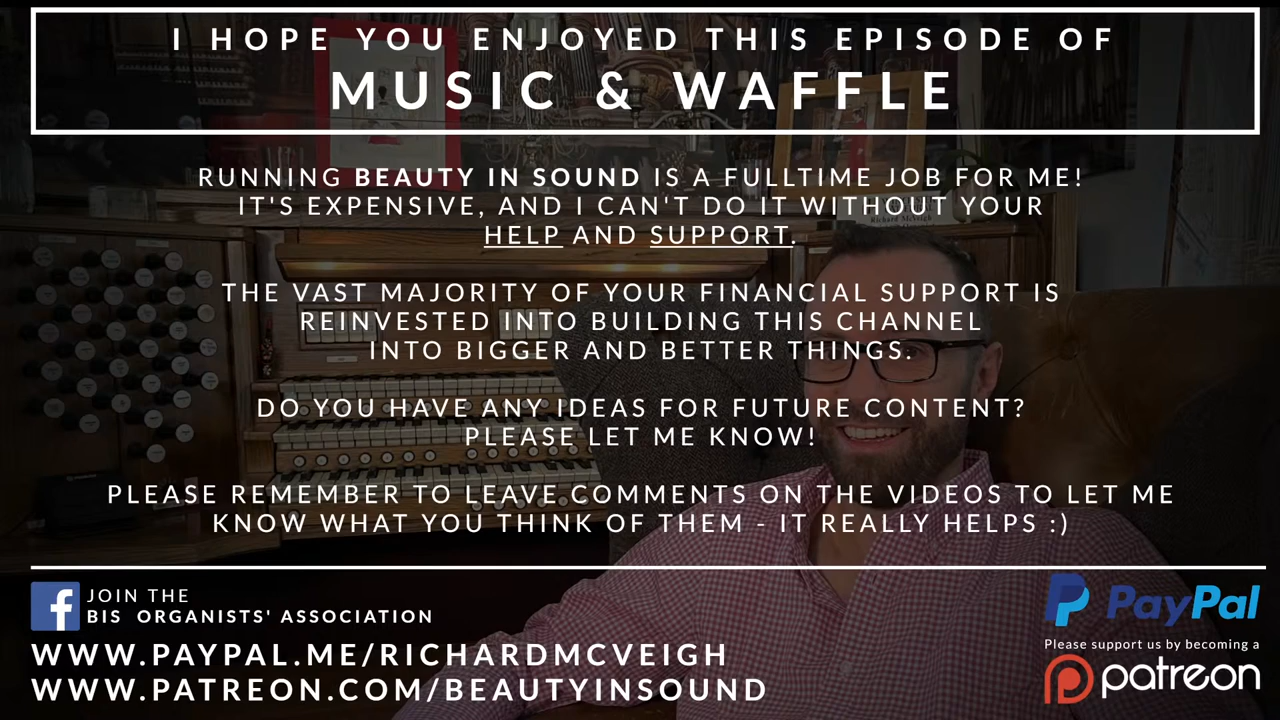 I HOPE YOU ENJOYED THIS EPISODE OF
MUSIC & WAFFLE
RUNNING BEAUTY IN SOUND IS A FULLTIME JOB FOR ME!
IT'S EXPENSIVE, AND I CAN'T DO IT WITHOUT YOUR
HELP AND SUPPORT.
THE VAST MAJORITY OF YOUR FINANCIAL SUPPORT IS
REINVESTED INTO BUILDING THIS CHANNEL
INTO BIGGER AND BETTER THINGS.
DO YOU HAVE ANY IDEAS FOR FUTURE CONTENT?
PLEASE LET ME KNOW!
PLEASE REMEMBER TO LEAVE COMMENTS ON THE VIDEOS TO LET ME
KNOW WHAT YOU THINK OF THEM - IT REALLY HELPS :)
f JOIN THE
BIS ORGANISTS' ASSOCIATION
WWW.PAYPAL.ME/RICHARDMCVEIGH
WWW.PATREON.COM/BEAUTYINSOUND
PayPal
Please support us by becoming a
patreon
Richard McVeigh